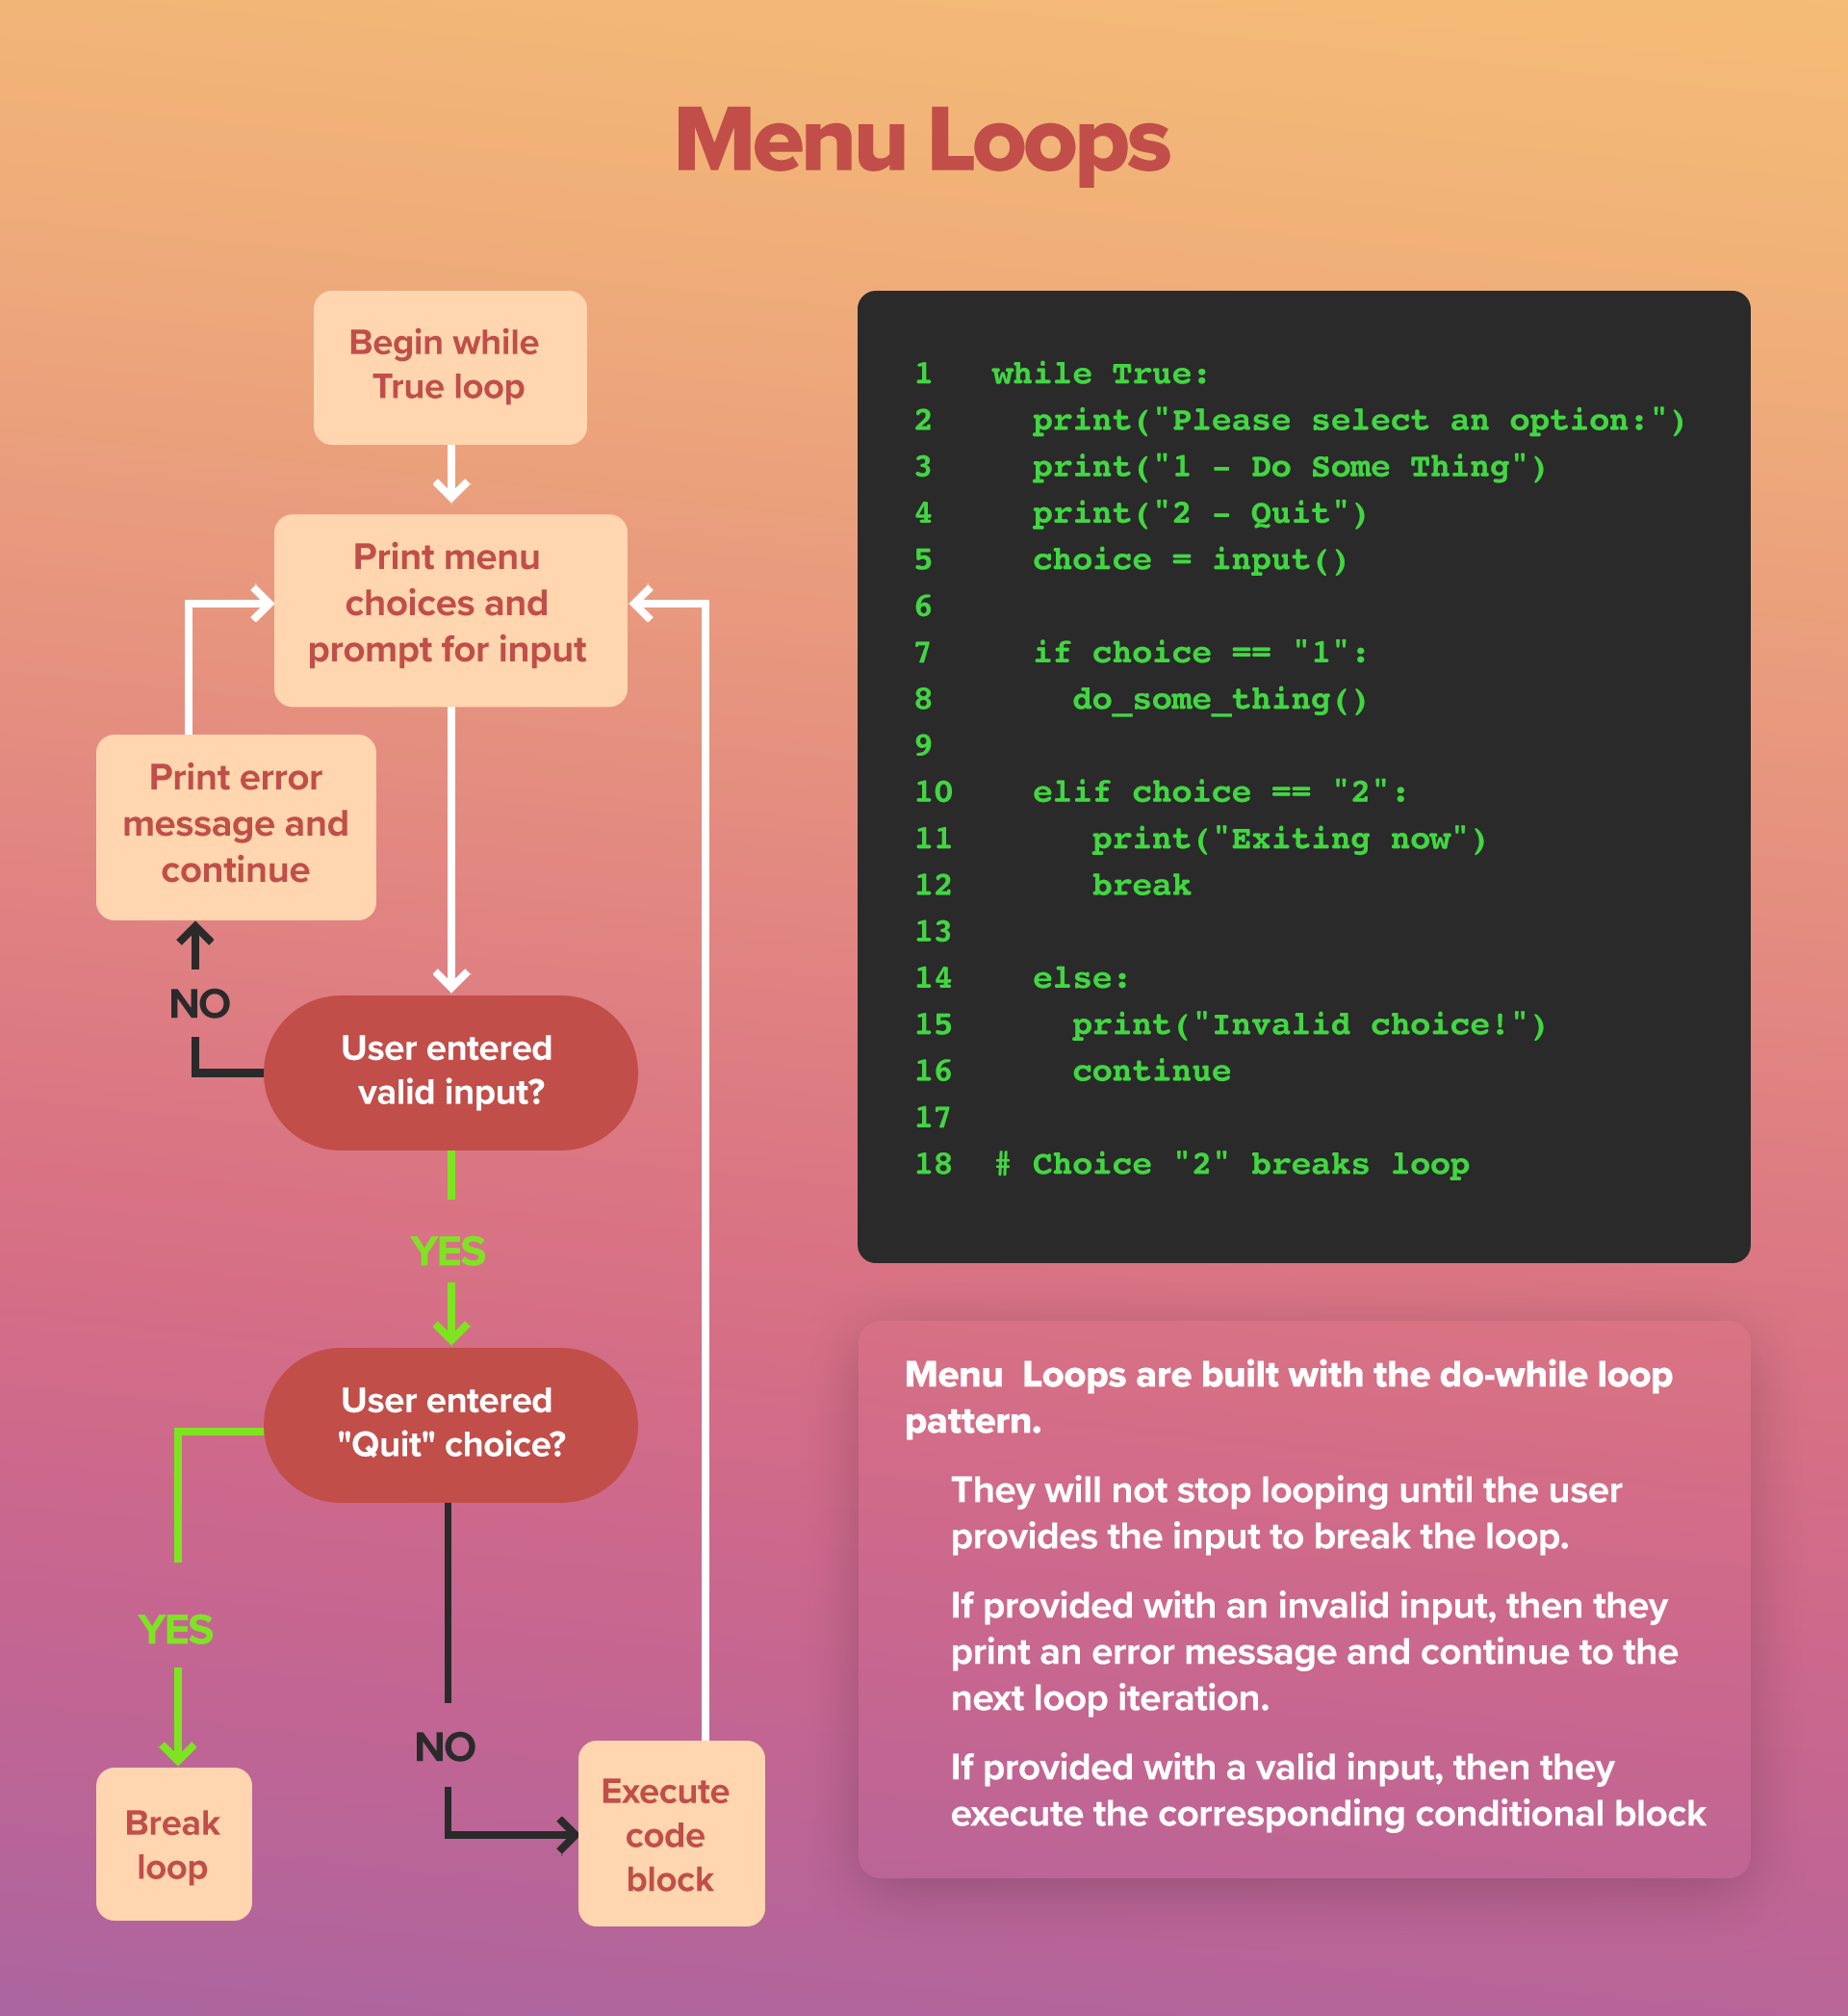 Menu Loops
Begin while
True loop
Print menu
choices and
prompt for input
Print error
message and
continue
NO
User entered
valid input?
YES
User entered
"Quit" choice?
YES
NO
Break
loop
Execute
code
block
1 while True:
2   print("Please select an option:")
3   print("1 - Do Some Thing")
4   print("2 - Quit")
5   choice = input()
6
7   if choice == "1":
8     do_some_thing()
9
10   elif choice == "2":
11      print("Exiting now")
12      break
13
14   else:
15     print("Invalid choice!")
16     continue
17
18 # Choice "2" breaks loop
Menu  Loops are built with the do-while loop
pattern.
They will not stop looping until the user
provides the input to break the loop.
If provided with an invalid input, then they
print an error message and continue to the
next loop iteration.
If provided with a valid input, then they
execute the corresponding conditional block